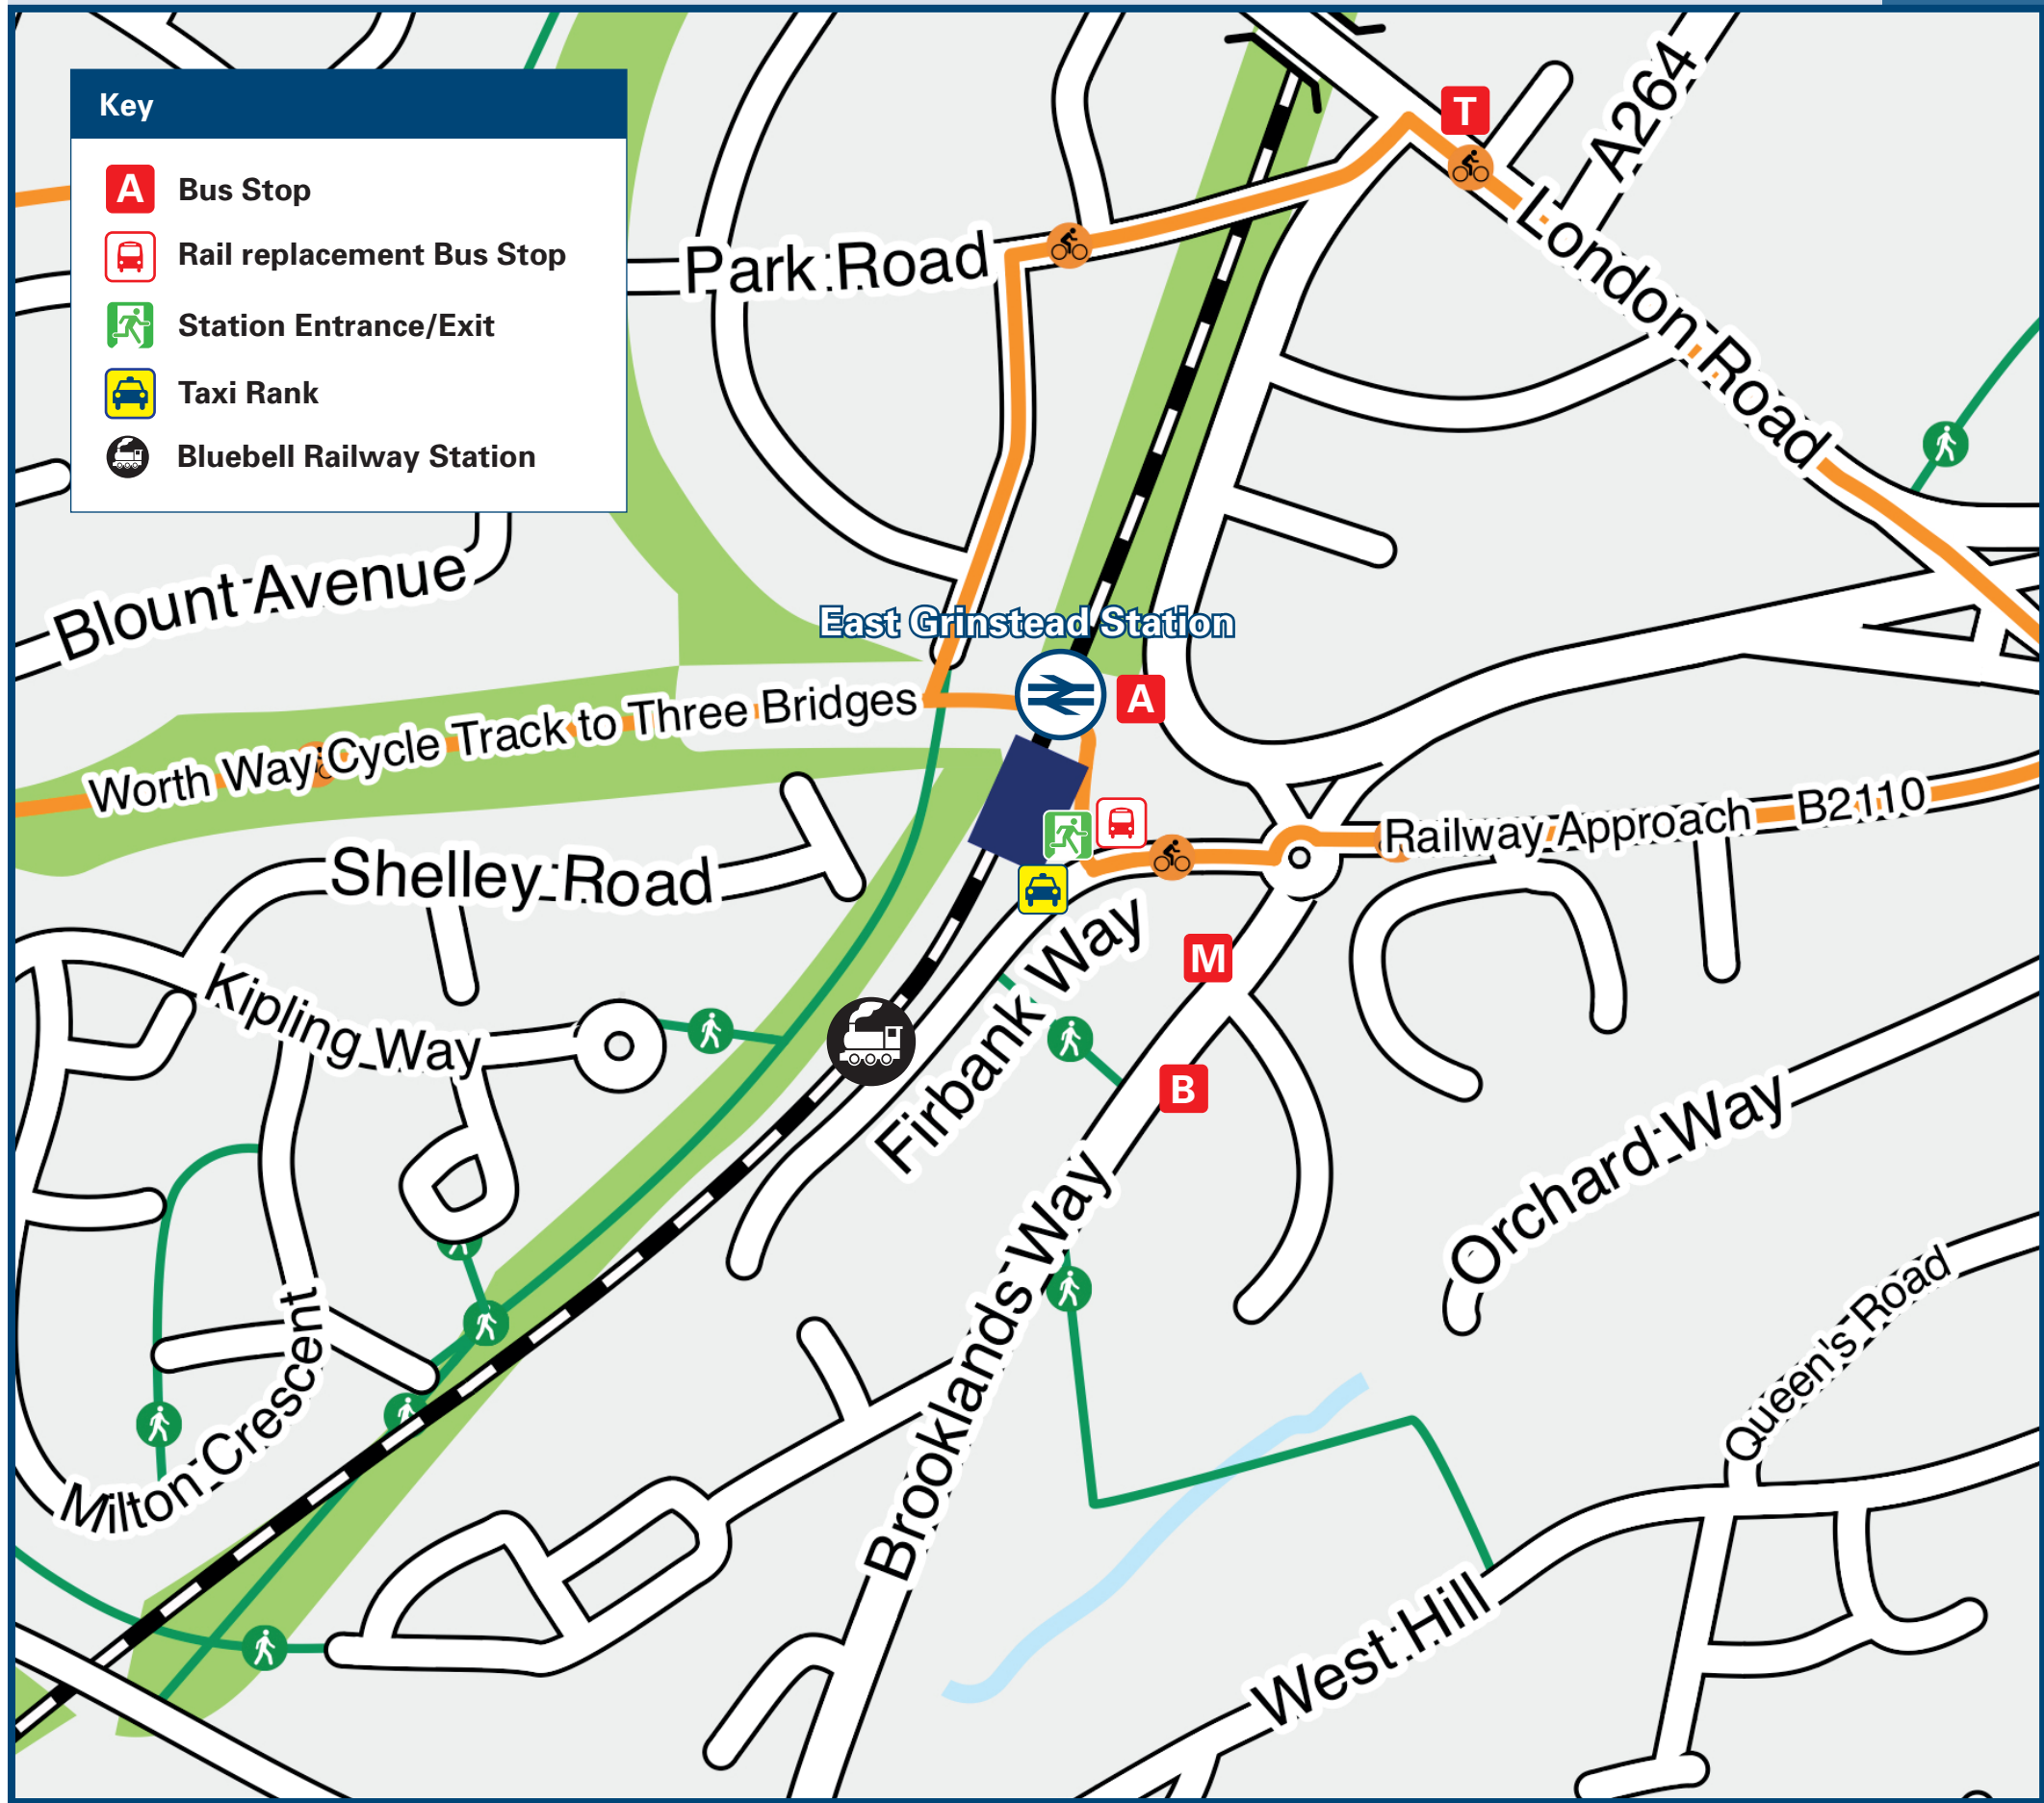 Key
A Bus Stop
Rail replacement Bus Stop
Station Entrance/Exit
Taxi Rank
Bluebell Railway Station
T
A264
London Road
Park Road
Blount Avenue
East Grinstead Station
A
Worth Way Cycle Track to Three Bridges
Railway Approach B2110
Shelley Road
Firbank Way
M
Kipling Way
B
Orchard Way
Brooklands Way
Queen's Road
Milton Crescent
West Hill